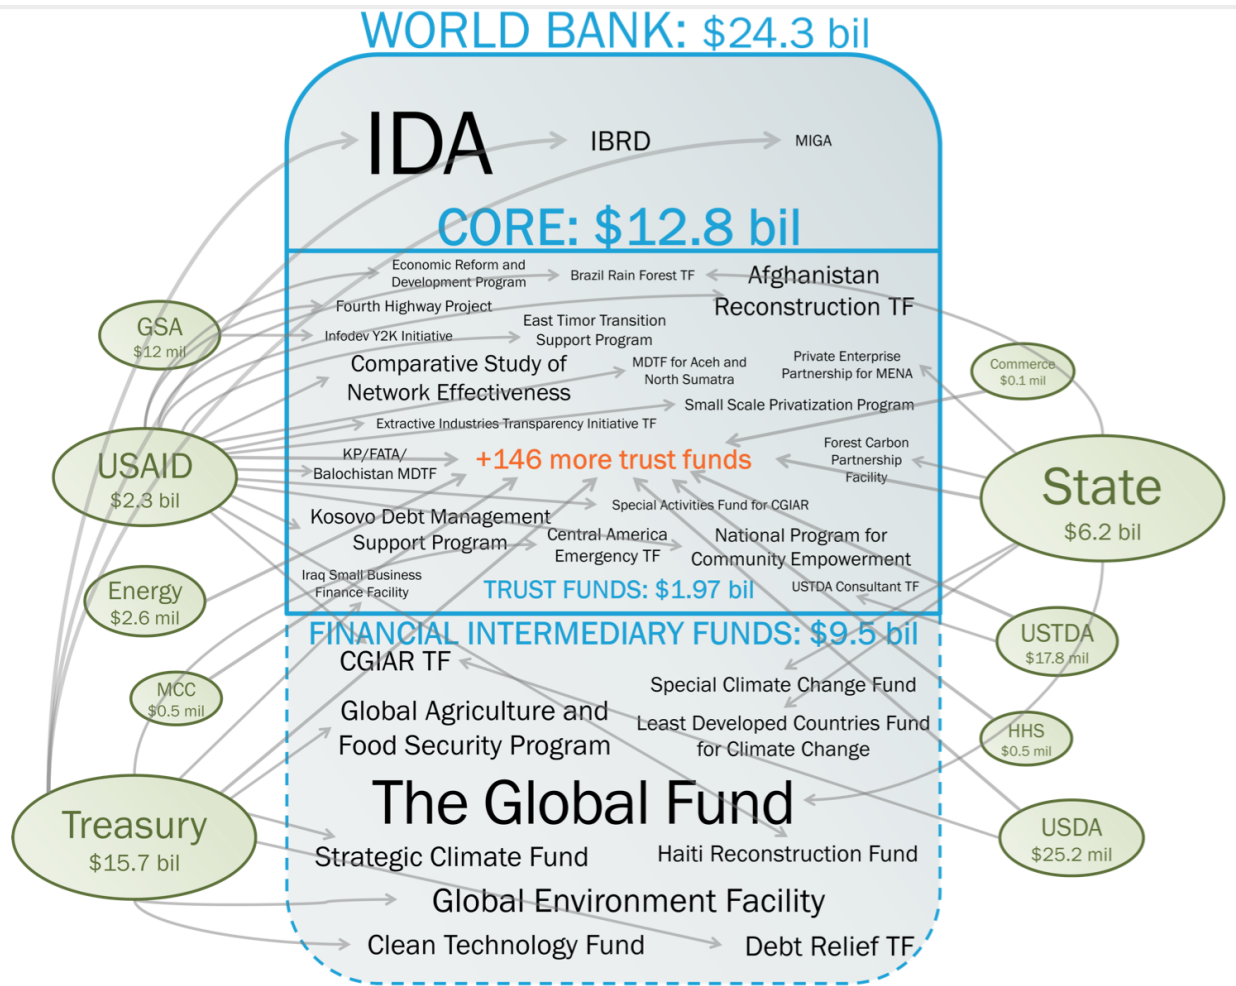 WORLD BANK: $24.3 bil
IDA
IBRD
MIGA
CORE: $12.8 bil
Economic Reform and
Development Program
Brazil Rain Forest TF
Afghanistan
Reconstruction TF
Fourth Highway Project
Infodev Y2K Initiative
East Timor Transition
Support Program
Comparative Study of
Network Effectiveness
MDTF for Aceh and
North Sumatra
Private Enterprise
Partnership for MENA
Small Scale Privatization Program
Extractive Industries Transparency Initiative TF
KP/FATA/
Balochistan MDTF
+146 more trust funds
Forest Carbon
Partnership
Facility
Special Activities Fund for CGIAR
Kosovo Debt Management
Support Program
Central America
Emergency TF
National Program for
Community Empowerment
Iraq Small Business
Finance Facility
TRUST FUNDS: $1.97 bil
USTDA Consultant TF
FINANCIAL INTERMEDIARY FUNDS: $9.5 bil
CGIAR TF
Special Climate Change Fund
Global Agriculture and
Food Security Program
Least Developed Countries Fund
for Climate Change
The Global Fund
Strategic Climate Fund
Haiti Reconstruction Fund
Global Environment Facility
Clean Technology Fund
Debt Relief TF
GSA
$12 mil
USAID
$2.3 bil
Energy
$2.6 mil
MCC
$0.5 mil
Treasury
$15.7 bil
Commerce
$0.1 mil
State
$6.2 bil
USTDA
$17.8 mil
HHS
$0.5 mil
USDA
$25.2 mil